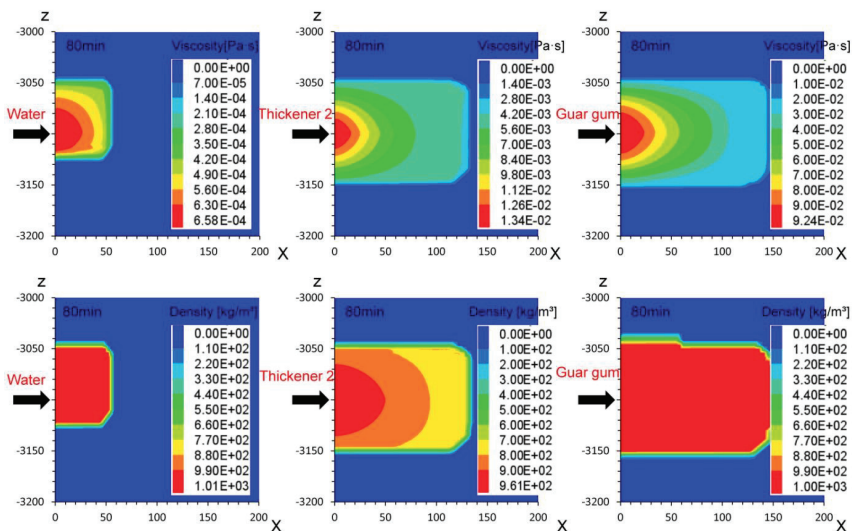 Z
-3000
-3050
-3100
-3150
-3200
80min
Viscosity[Pa·s]
0.00E+00
7.00E-05
1.40E-04
2.10E-04
2.80E-04
3.50E-04
4.20E-04
4.90E-04
5.60E-04
6.30E-04
6.58E-04
Water
0 50 100 150 200
X
Z
-3000
-3050
-3100
-3150
-3200
80min
Viscosity[Pa·s]
0.00E+00
1.40E-03
2.80E-03
4.20E-03
5.60E-03
7.00E-03
8.40E-03
9.80E-03
1.12E-02
1.26E-02
1.34E-02
Thickener 2
0 50 100 150 200
X
Z
-3000
-3050
-3100
-3150
-3200
80min
Viscosity[Pa·s]
0.00E+00
1.00E-02
2.00E-02
3.00E-02
4.00E-02
5.00E-02
6.00E-02
7.00E-02
8.00E-02
9.00E-02
9.24E-02
Guar gum
0 50 100 150 200
X
Z
-3000
-3050
-3100
-3150
-3200
80min
Density [kg/m³]
0.00E+00
1.10E+02
2.20E+02
3.30E+02
4.40E+02
5.50E+02
6.60E+02
7.70E+02
8.80E+02
9.90E+02
1.01E+03
Water
0 50 100 150 200
X
Z
-3000
-3050
-3100
-3150
-3200
80min
Density [kg/m³]
0.00E+00
1.00E+02
2.00E+02
3.00E+02
4.00E+02
5.00E+02
6.00E+02
7.00E+02
8.00E+02
9.00E+02
9.61E+02
Thickener 2
0 50 100 150 200
X
Z
-3000
-3050
-3100
-3150
-3200
80min
Density [kg/m³]
0.00E+00
1.10E+02
2.20E+02
3.30E+02
4.40E+02
5.50E+02
6.60E+02
7.70E+02
8.80E+02
9.90E+02
1.00E+03
Guar gum
0 50 100 150 200
X